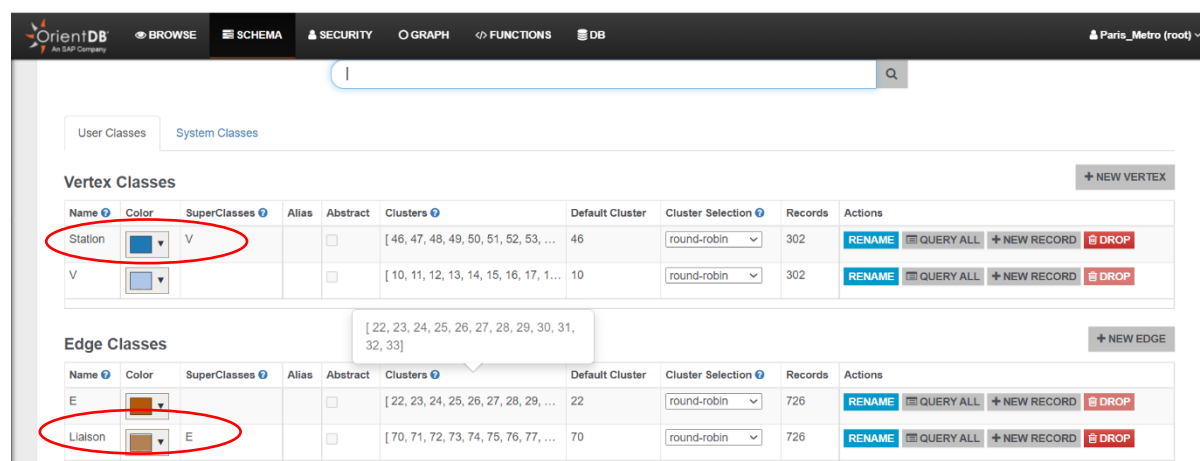 OrientDB BROWSE SCHEMA SECURITY GRAPH </> FUNCTIONS DB Paris_Metro (root)
An SAP Company
User Classes System Classes
+ NEW VERTEX
Vertex Classes
Name Color SuperClasses Alias Abstract Clusters Default Cluster Cluster Selection Records Actions
Station V [ 46, 47, 48, 49, 50, 51, 52, 53, ... 46 round-robin 302 RENAME QUERY ALL + NEW RECORD DROP
V [ 10, 11, 12, 13, 14, 15, 16, 17, 1... 10 round-robin 302 RENAME QUERY ALL + NEW RECORD DROP
[ 22, 23, 24, 25, 26, 27, 28, 29, 30, 31,
32, 33]
+ NEW EDGE
Edge Classes
Name Color SuperClasses Alias Abstract Clusters Default Cluster Cluster Selection Records Actions
E [ 22, 23, 24, 25, 26, 27, 28, 29, ... 22 round-robin 726 RENAME QUERY ALL + NEW RECORD DROP
Liaison E [ 70, 71, 72, 73, 74, 75, 76, 77, ... 70 round-robin 726 RENAME QUERY ALL + NEW RECORD DROP